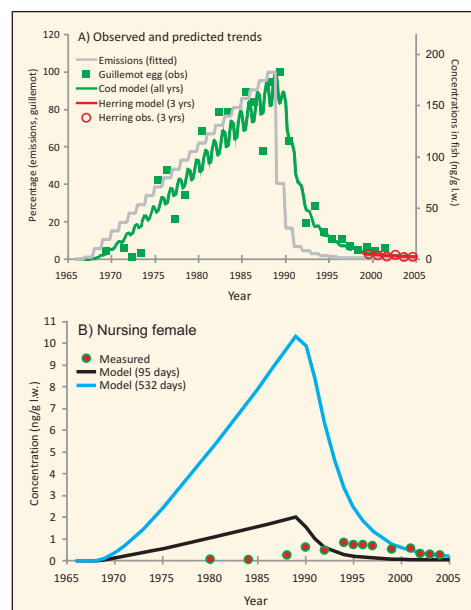 A) Observed and predicted trends
Emissions (fitted)
Guillemot egg (obs)
Cod model (all yrs)
Herring model (3 yrs)
Herring obs. (3 yrs)
Percentage (emissions, guillemot)
120
100
80
60
40
20
0
Concentrations in fish (ng/g l.w.)
200
150
100
50
0
1965 1970 1975 1980 1985 1990 1995 2000 2005
Year
B) Nursing female
Measured
Model (95 days)
Model (532 days)
Concentration (ng/g l.w.)
11
10
9
8
7
6
5
4
3
2
1
0
1965 1970 1975 1980 1985 1990 1995 2000 2005
Year